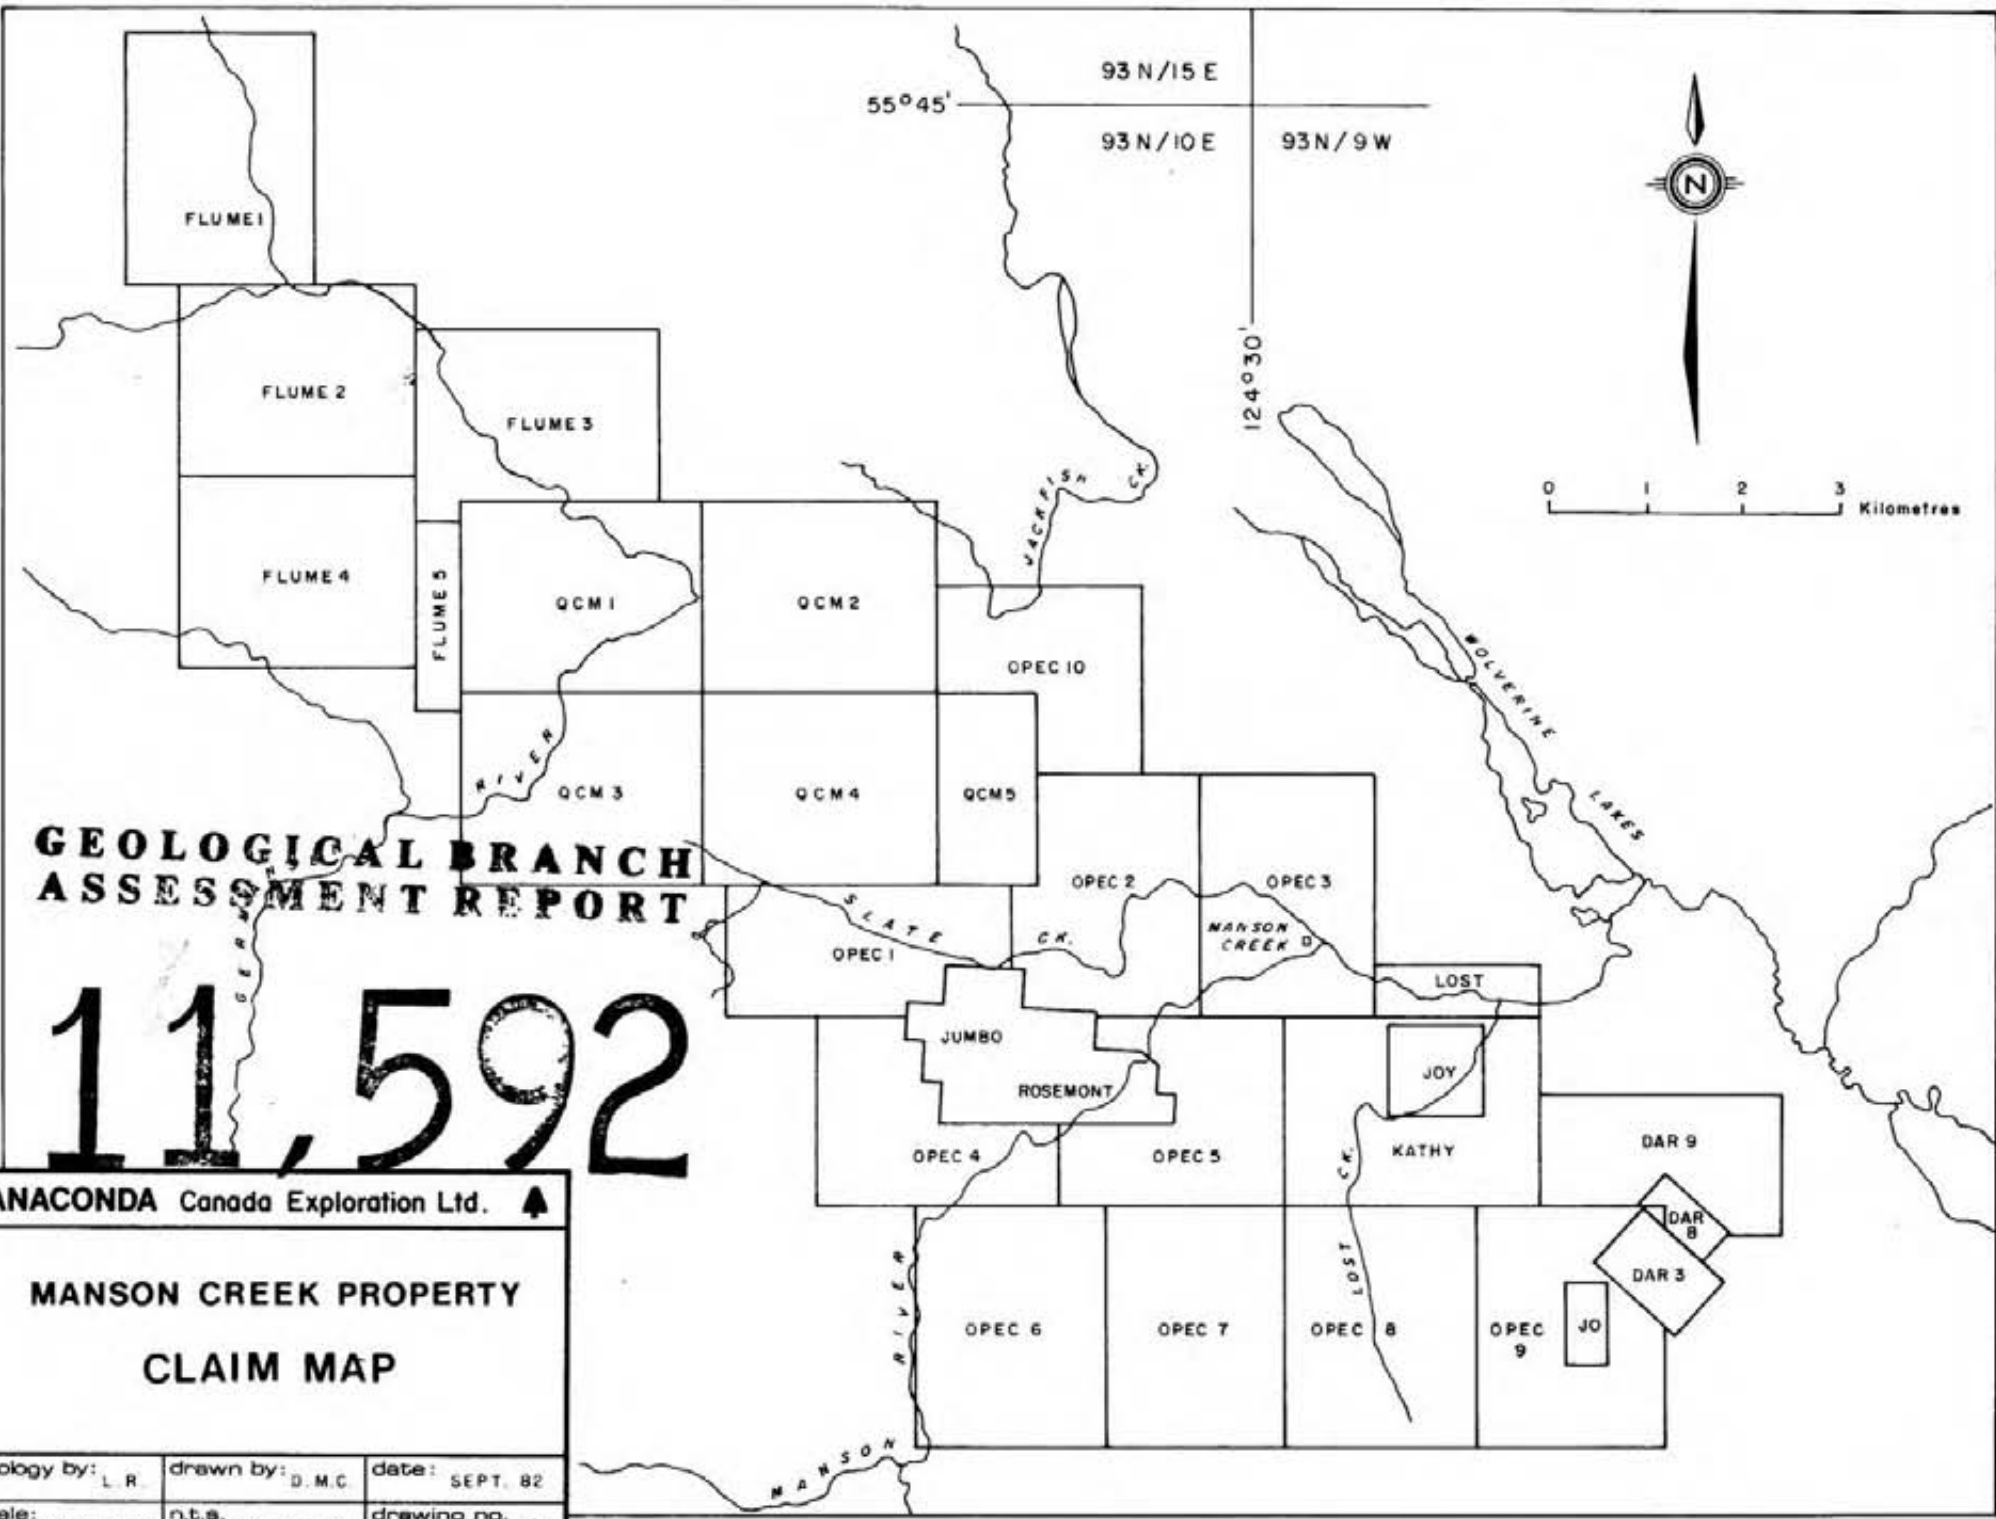 93 N/15 E
55°45'
93 N/10 E
93 N/9 W
N
FLUME 1
124°30'
FLUME 2
FLUME 3
JACKFISH CK.
0 1 2 3 Kilometres
FLUME 4
FLUME 5
QCM 1
QCM 2
OPEC 10
WOLVERINE LAKES
RIVER
QCM 3
QCM 4
QCM 5
GEOLOGICAL BRANCH
ASSESSMENT REPORT
11,592
SLATE CK.
OPEC 1
OPEC 2
OPEC 3
MANSON
CREEK
LOST
JUMBO
ROSEMONT
JOY
OPEC 4
OPEC 5
KATHY
DAR 9
LOST CK.
DAR
8
DAR 3
OPEC 6
OPEC 7
OPEC 8
OPEC
9
JO
MANSON RIVER
ANACONDA Canada Exploration Ltd.
MANSON CREEK PROPERTY
CLAIM MAP
ology by: L.R.
drawn by: D.M.C.
date: SEPT. 82
ale:
n.t.s.
drawing no.